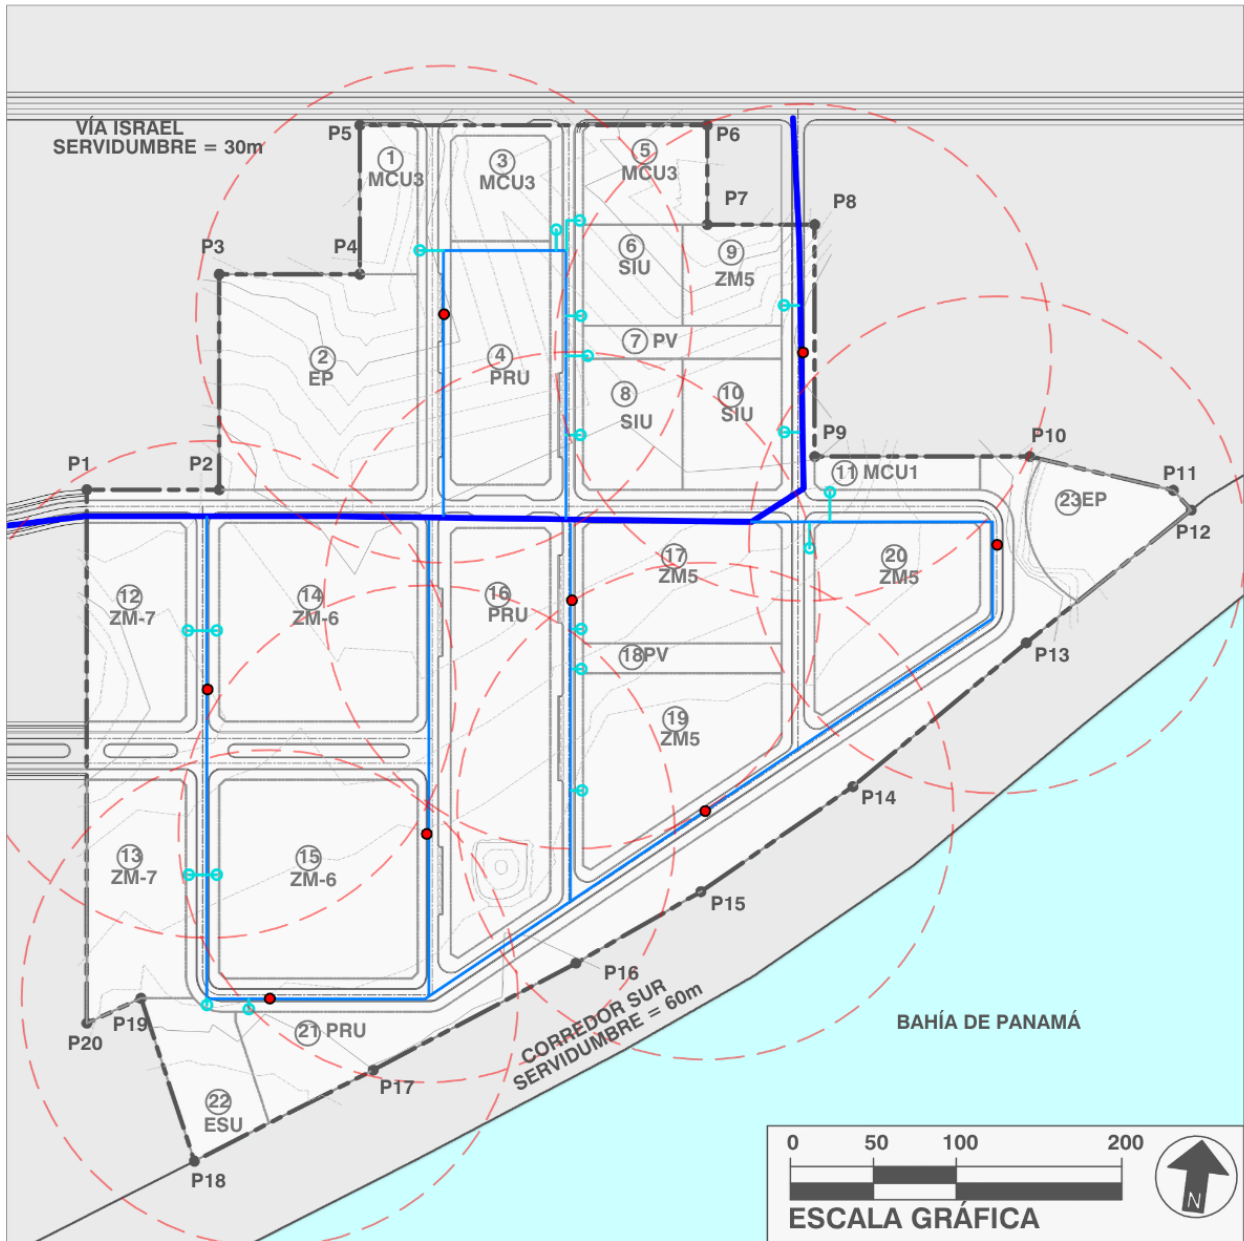 VÍA ISRAEL
SERVIDUMBRE = 30m
P5
P6
1
MCU3
3
MCU3
5
MCU3
P7
P8
P3
P4
6
SIU
9
ZM5
7 PV
2
EP
4
PRU
8
SIU
10
SIU
P1
P2
P9
P10
11 MCU1
P11
23EP
P12
12
ZM-7
14
ZM-6
16
PRU
17
ZM5
20
ZM5
18PV
P13
19
ZM5
P14
13
ZM-7
15
ZM-6
P15
P16
P19
P20
21 PRU
CORREDOR SUR
SERVIDUMBRE = 60m
BAHÍA DE PANAMÁ
P17
22
ESU
P18
0 50 100 200
ESCALA GRÁFICA
N